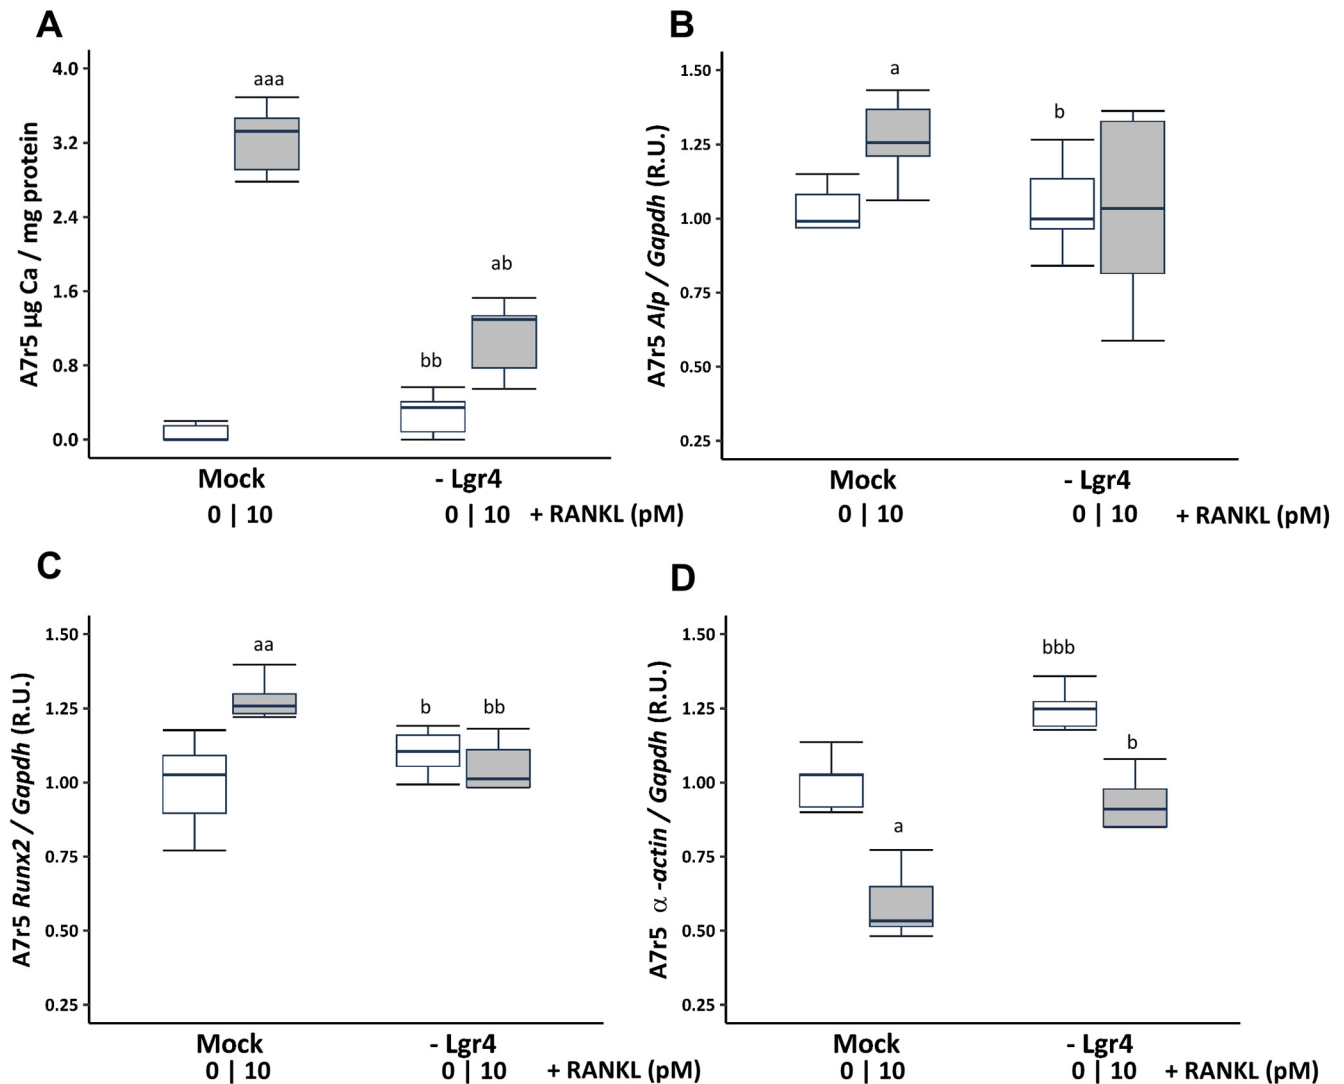 A
A7r5 µg Ca / mg protein
4.0
3.2
2.4
1.6
0.8
0.0
aaa
bb
ab
Mock
- Lgr4
0 | 10
0 | 10
+ RANKL (pM)
B
A7r5 Alp / Gapdh (R.U.)
1.50
1.25
1.00
0.75
0.50
0.25
a
b
Mock
- Lgr4
0 | 10
0 | 10
+ RANKL (pM)
C
A7r5 Runx2 / Gapdh (R.U.)
1.50
1.25
1.00
0.75
0.50
0.25
aa
b
bb
Mock
- Lgr4
0 | 10
0 | 10
+ RANKL (pM)
D
A7r5 α -actin / Gapdh (R.U.)
1.50
1.25
1.00
0.75
0.50
0.25
a
bbb
b
Mock
- Lgr4
0 | 10
0 | 10
+ RANKL (pM)